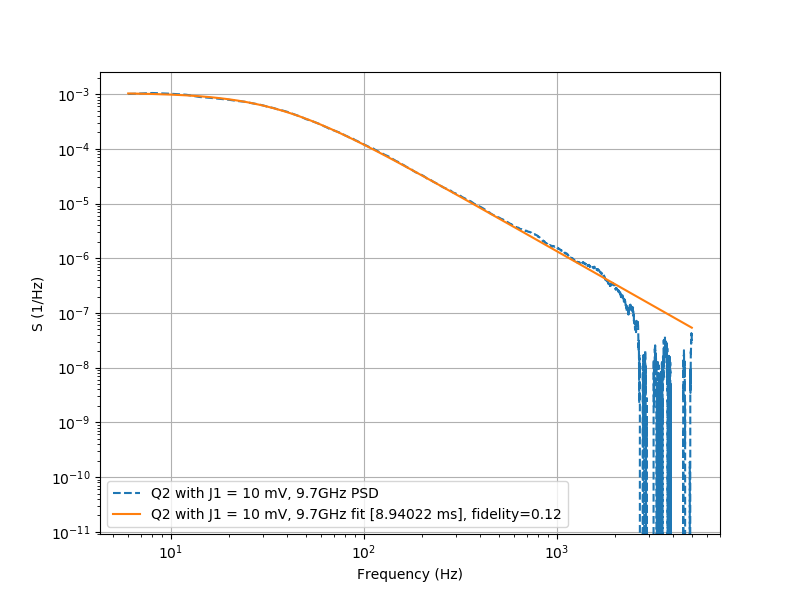 10⁻³
10⁻⁴
10⁻⁵
10⁻⁶
10⁻⁷
10⁻⁸
10⁻⁹
10⁻¹⁰
10⁻¹¹
S (1/Hz)
Q2 with J1 = 10 mV, 9.7GHz PSD
Q2 with J1 = 10 mV, 9.7GHz fit [8.94022 ms], fidelity=0.12
10¹ 10² 10³
Frequency (Hz)